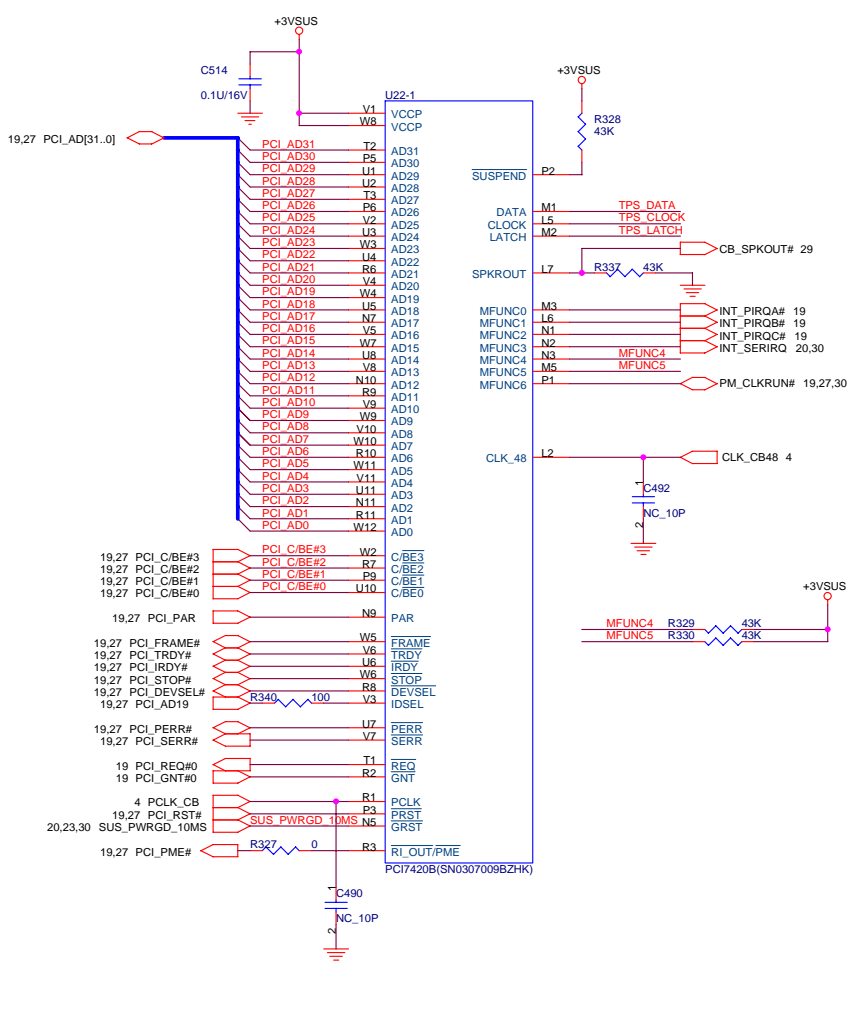 +3VSUS
C514
0.1U/16V
+3VSUS
R328
43K
U22-1
V1 VCCP
W8 VCCP
19,27 PCI_AD[31..0]
PCI_AD31 T2 AD31
PCI_AD30 P5 AD30
PCI_AD29 U1 AD29
PCI_AD28 U2 AD28
PCI_AD27 T3 AD27
PCI_AD26 P6 AD26
PCI_AD25 V2 AD25
PCI_AD24 U3 AD24
PCI_AD23 W3 AD23
PCI_AD22 U4 AD22
PCI_AD21 R6 AD21
PCI_AD20 V4 AD20
PCI_AD19 W4 AD19
PCI_AD18 U5 AD18
PCI_AD17 N7 AD17
PCI_AD16 V5 AD16
PCI_AD15 W7 AD15
PCI_AD14 U8 AD14
PCI_AD13 V8 AD13
PCI_AD12 N10 AD12
PCI_AD11 R9 AD11
PCI_AD10 V9 AD10
PCI_AD9 W9 AD9
PCI_AD8 V10 AD8
PCI_AD7 W10 AD7
PCI_AD6 R10 AD6
PCI_AD5 W11 AD5
PCI_AD4 V11 AD4
PCI_AD3 U11 AD3
PCI_AD2 N11 AD2
PCI_AD1 R11 AD1
PCI_AD0 W12 AD0
19,27 PCI_C/BE#3 PCI_C/BE#3 W2 C/BE3
19,27 PCI_C/BE#2 PCI_C/BE#2 R7 C/BE2
19,27 PCI_C/BE#1 PCI_C/BE#1 P9 C/BE1
19,27 PCI_C/BE#0 PCI_C/BE#0 U10 C/BE0
19,27 PCI_PAR N9 PAR
19,27 PCI_FRAME# W5 FRAME
19,27 PCI_TRDY# V6 TRDY
19,27 PCI_IRDY# U6 IRDY
19,27 PCI_STOP# W6 STOP
19,27 PCI_DEVSEL# R8 DEVSEL
19,27 PCI_AD19 R340 100 V3 IDSEL
19,27 PCI_PERR# U7 PERR
19,27 PCI_SERR# V7 SERR
19 PCI_REQ#0 T1 REQ
19 PCI_GNT#0 R2 GNT
4 PCLK_CB R1 PCLK
19,27 PCI_RST# P3 PRST
20,23,30 SUS_PWRGD_10MS SUS_PWRGD_10MS N5 GRST
19,27 PCI_PME# R327 0 R3 RI_OUT/PME
PCI7420B(SN0307009BZHK)
1
C490
NC_10P
2
SUSPEND P2
DATA M1 TPS_DATA
CLOCK L5 TPS_CLOCK
LATCH M2 TPS_LATCH
CB_SPKOUT# 29
SPKROUT L7 R337 43K
MFUNC0 M3 INT_PIRQA# 19
MFUNC1 L6 INT_PIRQB# 19
MFUNC2 N1 INT_PIRQC# 19
MFUNC3 N2 INT_SERIRQ 20,30
MFUNC4 N3 MFUNC4
MFUNC5 M5 MFUNC5
MFUNC6 P1 PM_CLKRUN# 19,27,30
CLK_48 L2 CLK_CB48 4
1
C492
NC_10P
2
+3VSUS
MFUNC4 R329 43K
MFUNC5 R330 43K